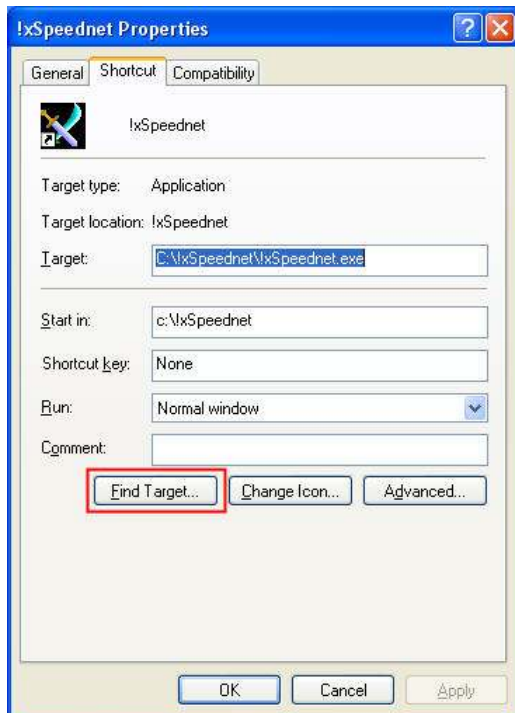 !xSpeednet Properties
General Shortcut Compatibility
!xSpeednet
Target type: Application
Target location: !xSpeednet
Target: C:\!xSpeednet\!xSpeednet.exe
Start in: c:\!xSpeednet
Shortcut key: None
Run: Normal window
Comment:
Find Target... Change Icon... Advanced...
OK Cancel Apply